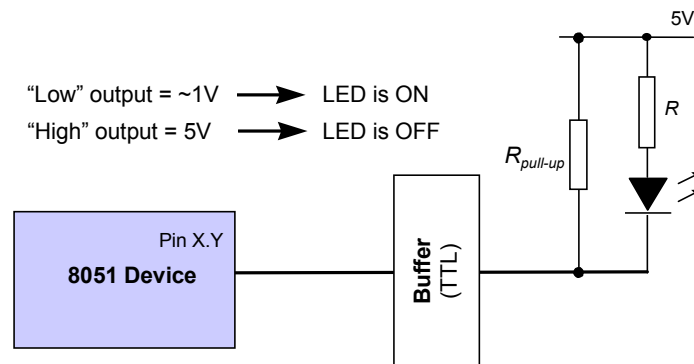 5V
“Low” output = ~1V LED is ON
“High” output = 5V LED is OFF
R
Rpull-up
Pin X.Y
8051 Device
Buffer
(TTL)